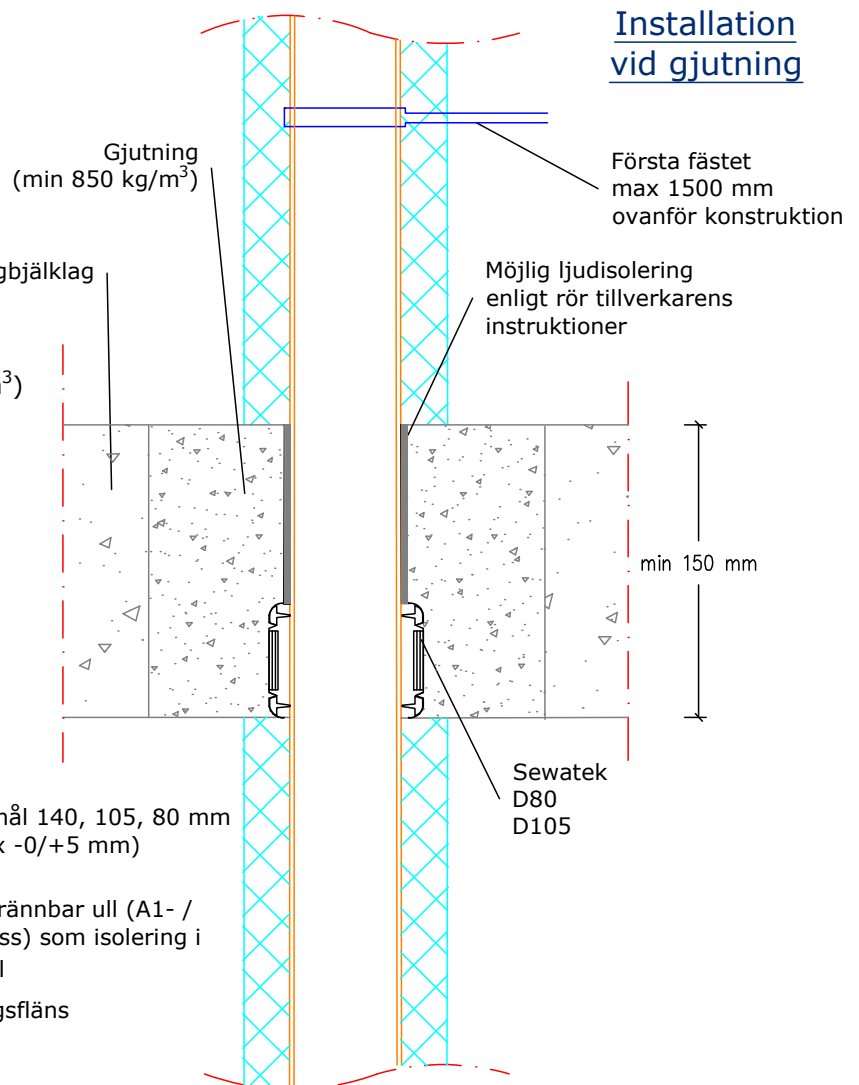 Installation
vid gjutning
Gjutning
(min 850 kg/m³)
Första fästet
max 1500 mm
ovanför konstruktion
gbjälklag
Möjlig ljudisolering
enligt rör tillverkarens
instruktioner
³)
min 150 mm
Sewatek
D80
D105
mål 140, 105, 80 mm
x -0/+5 mm)
rännbar ull (A1- /
ss) som isolering i
l
gsfläns